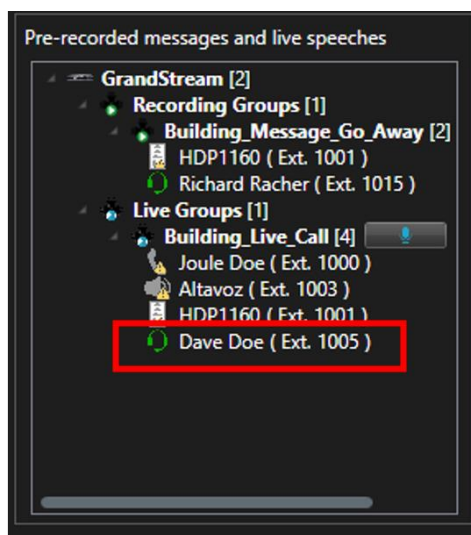 Pre-recorded messages and live speeches
GrandStream [2]
Recording Groups [1]
Building_Message_Go_Away [2]
HDP1160 ( Ext. 1001 )
Richard Racher ( Ext. 1015 )
Live Groups [1]
Building_Live_Call [4]
Joule Doe ( Ext. 1000 )
Altavoz ( Ext. 1003 )
HDP1160 ( Ext. 1001 )
Dave Doe ( Ext. 1005 )